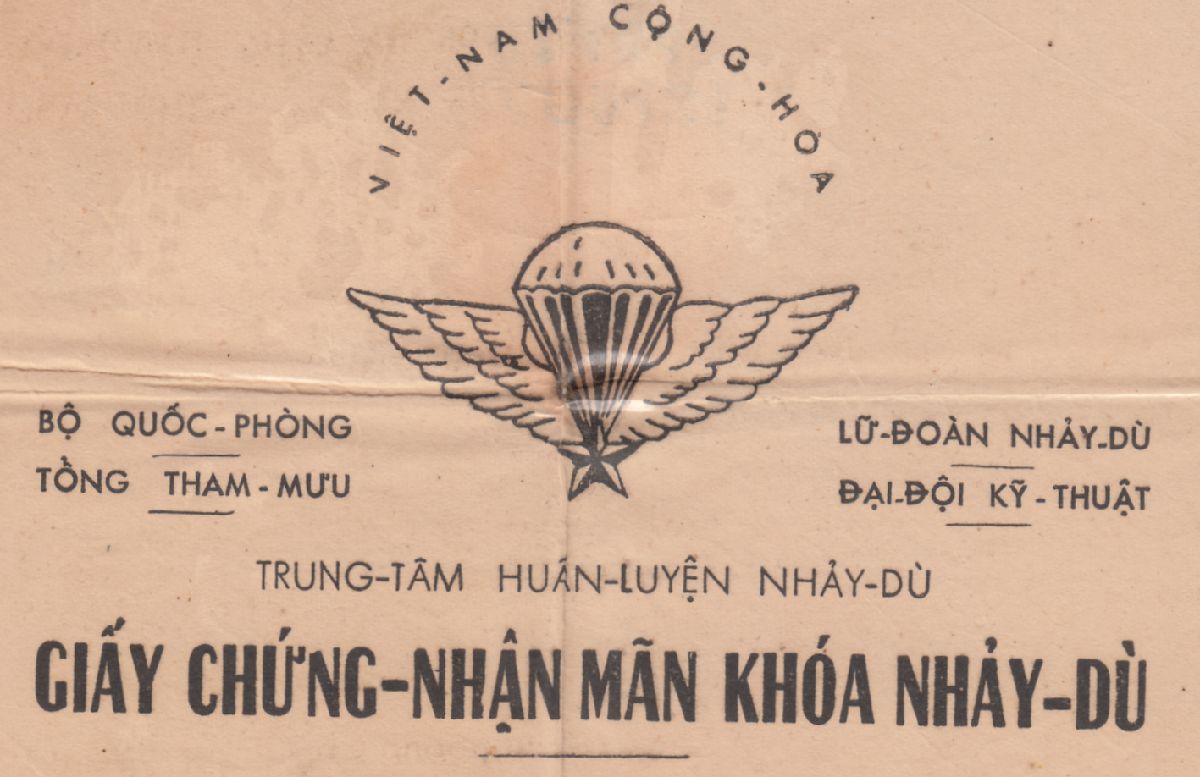 VIỆT-NAM CỘNG-HÒA
BỘ QUỐC-PHÒNG
TỔNG THAM-MƯU
LỮ-ĐOÀN NHẢY-DÙ
ĐẠI-ĐỘI KỸ-THUẬT
TRUNG-TÂM HUẤN-LUYỆN NHẢY-DÙ
GIẤY CHỨNG-NHẬN MÃN KHÓA NHẢY-DÙ